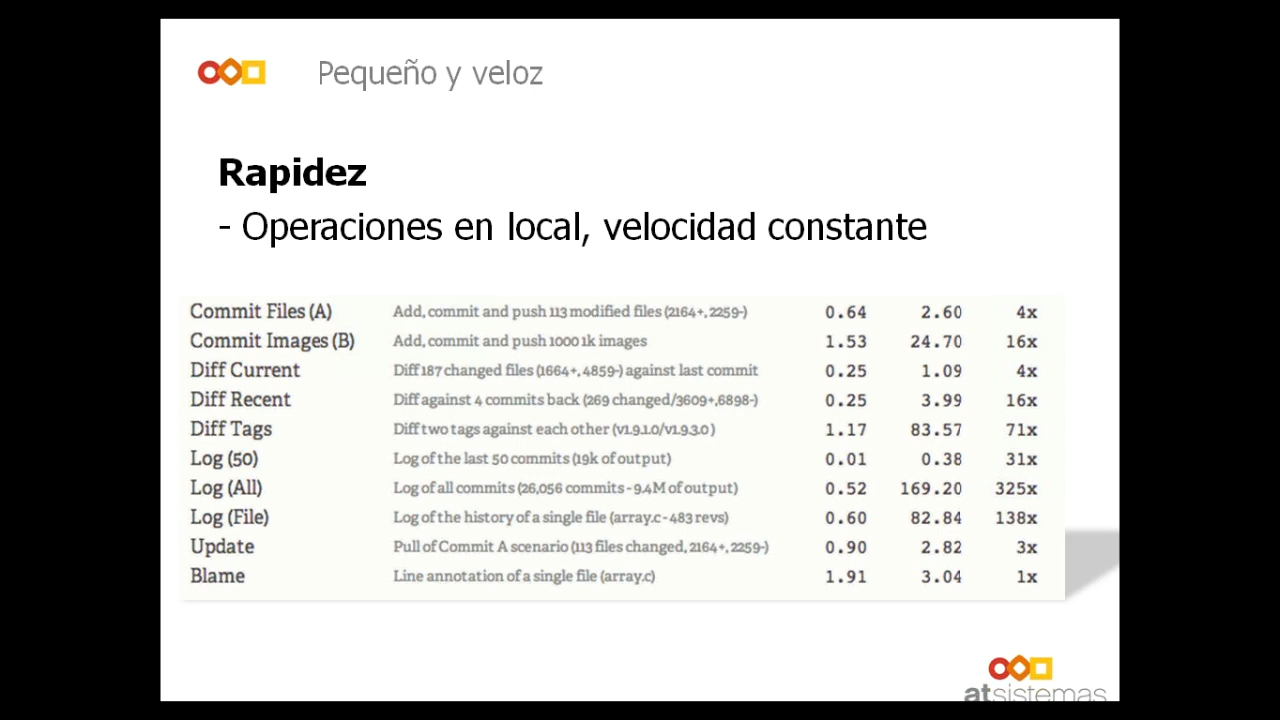 Pequeño y veloz
Rapidez
- Operaciones en local, velocidad constante
Commit Files (A) Add, commit and push 113 modified files (2164+, 2259-) 0.64 2.60 4x
Commit Images (B) Add, commit and push 1000 1k images 1.53 24.70 16x
Diff Current Diff 187 changed files (1664+, 4859-) against last commit 0.25 1.09 4x
Diff Recent Diff against 4 commits back (269 changed/3609+,6898-) 0.25 3.99 16x
Diff Tags Diff two tags against each other (v1.9.1.0/v1.9.3.0 ) 1.17 83.57 71x
Log (50) Log of the last 50 commits (19k of output) 0.01 0.38 31x
Log (All) Log of all commits (26,056 commits - 9.4M of output) 0.52 169.20 325x
Log (File) Log of the history of a single file (array.c - 483 revs) 0.60 82.84 138x
Update Pull of Commit A scenario (113 files changed, 2164+, 2259-) 0.90 2.82 3x
Blame Line annotation of a single file (array.c) 1.91 3.04 1x
atsistemas